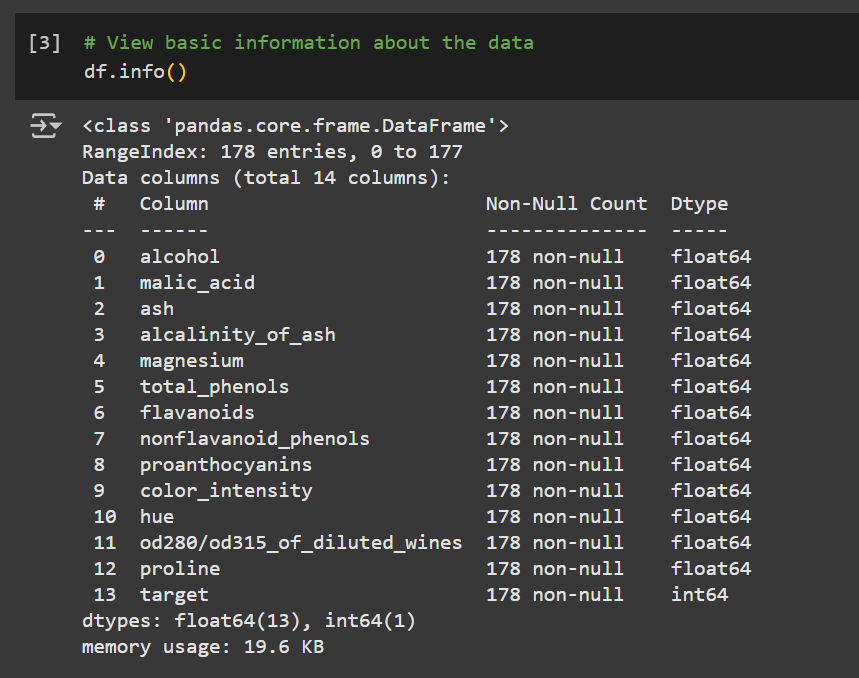 [3] # View basic information about the data
df.info()
<class 'pandas.core.frame.DataFrame'>
RangeIndex: 178 entries, 0 to 177
Data columns (total 14 columns):
 #   Column                        Non-Null Count  Dtype
---  ------                        --------------  -----
 0   alcohol                       178 non-null    float64
 1   malic_acid                    178 non-null    float64
 2   ash                           178 non-null    float64
 3   alcalinity_of_ash             178 non-null    float64
 4   magnesium                     178 non-null    float64
 5   total_phenols                 178 non-null    float64
 6   flavanoids                    178 non-null    float64
 7   nonflavanoid_phenols          178 non-null    float64
 8   proanthocyanins               178 non-null    float64
 9   color_intensity               178 non-null    float64
 10  hue                           178 non-null    float64
 11  od280/od315_of_diluted_wines  178 non-null    float64
 12  proline                       178 non-null    float64
 13  target                        178 non-null    int64
dtypes: float64(13), int64(1)
memory usage: 19.6 KB